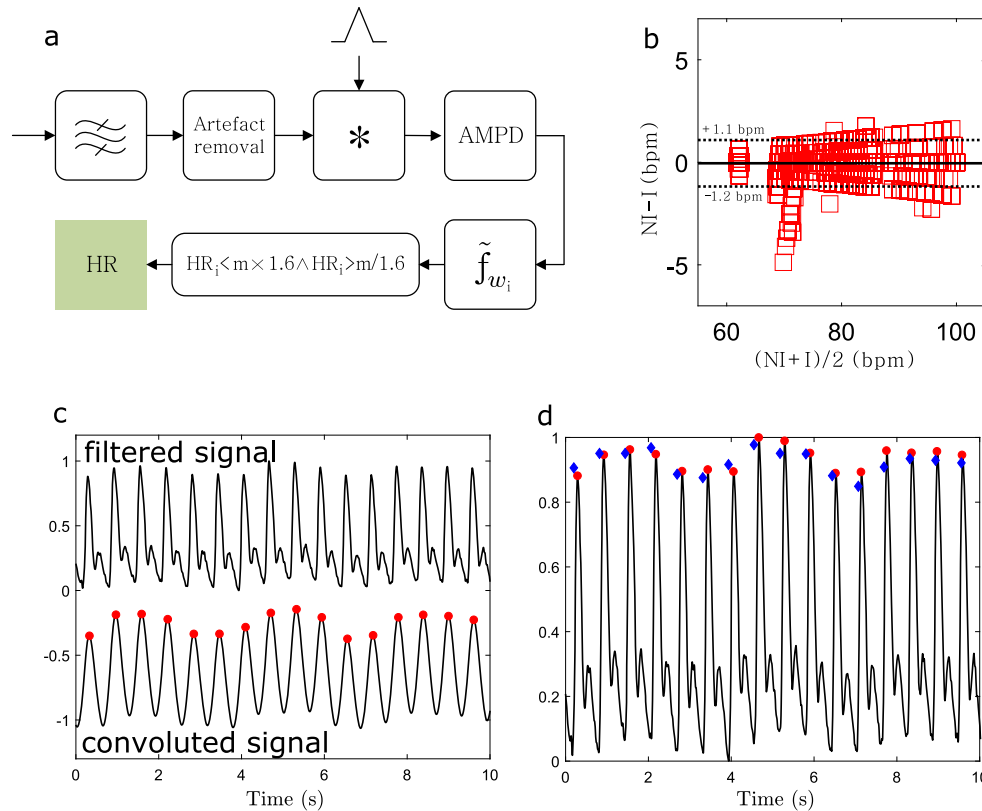 a
Artefact
removal
*
AMPD
HR
HR_i<m×1.6∧HR_i>m/1.6
f̃_{w_i}
b
5
+1.1 bpm
0
−1.2 bpm
-5
NI−I (bpm)
60 80 100
(NI+I)/2 (bpm)
c
filtered signal
1
0.5
0
-0.5
-1
convoluted signal
0 2 4 6 8 10
Time (s)
d
1
0.8
0.6
0.4
0.2
0
0 2 4 6 8 10
Time (s)